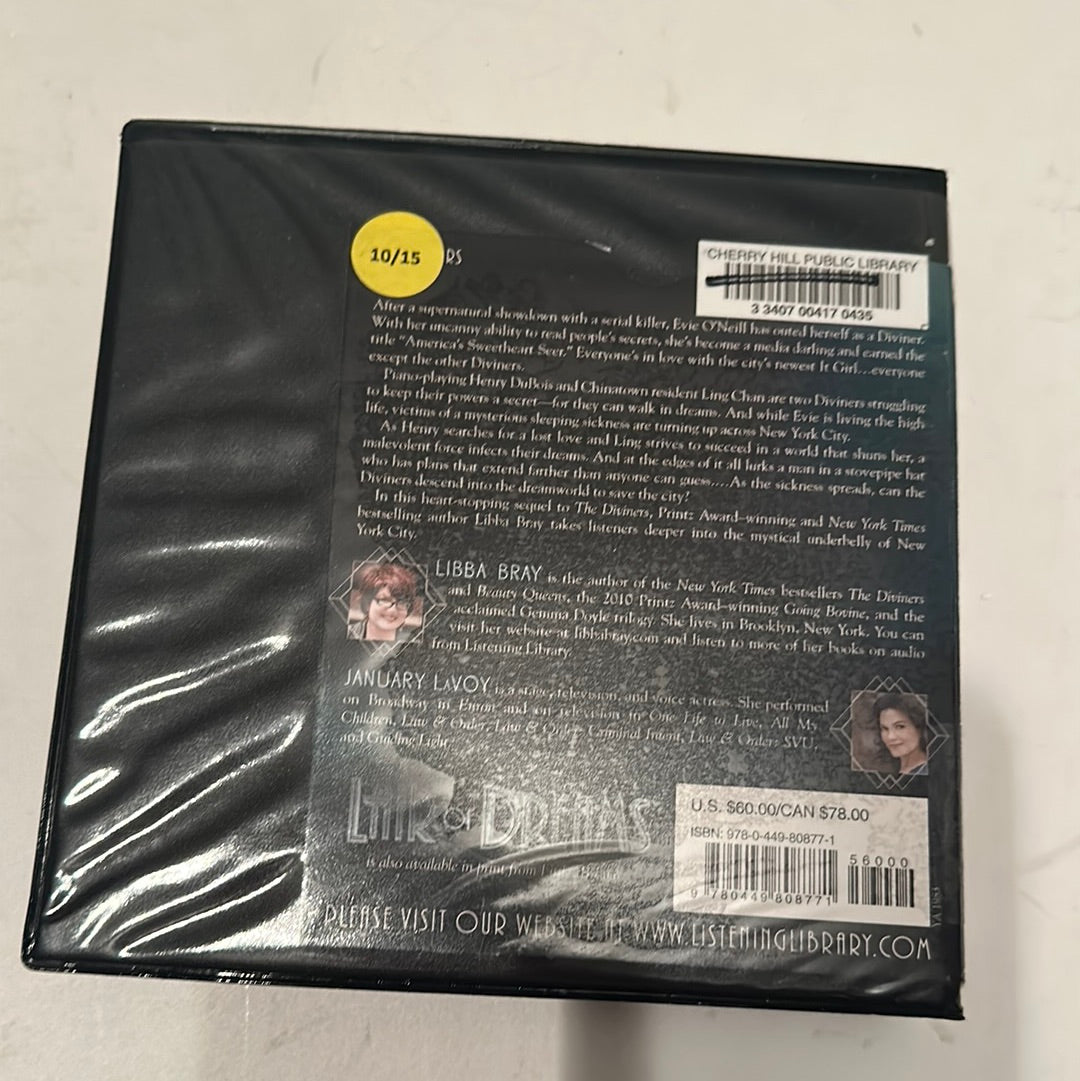 10/15
RS
CHERRY HILL PUBLIC LIBRARY
3 3407 00417 0435
After a supernatural showdown with a serial killer, Evie O'Neill has outed herself as a Diviner.
With her uncanny ability to read people's secrets, she's become a media darling and earned the
title "America's Sweetheart Seer." Everyone's in love with the city's newest It Girl...everyone
except the other Diviners.
Piano-playing Henry DuBois and Chinatown resident Ling Chan are two Diviners struggling
to keep their powers a secret—for they can walk in dreams. And while Evie is living the high
life, victims of a mysterious sleeping sickness are turning up across New York City.
As Henry searches for a lost love and Ling strives to succeed in a world that shuns her, a
malevolent force infects their dreams. And at the edges of it all lurks a man in a stovepipe hat
who has plans that extend farther than anyone can guess....As the sickness spreads, can the
Diviners descend into the dreamworld to save the city?
In this heart-stopping sequel to The Diviners, Printz Award–winning and New York Times
bestselling author Libba Bray takes listeners deeper into the mystical underbelly of New
York City.
LIBBA BRAY is the author of the New York Times bestsellers The Diviners
and Beauty Queens, the 2010 Printz Award–winning Going Bovine, and the
acclaimed Gemma Doyle trilogy. She lives in Brooklyn, New York. You can
visit her website at libbabray.com and listen to more of her books on audio
from Listening Library.
JANUARY LAVOY is a stage, television, and voice actress. She performed
on Broadway in Enron and on television in One Life to Live, All My
Children, Law & Order, Law & Order: Criminal Intent, Law & Order: SVU
and Guiding Light.
LAIR OF DREAMS
is also available in print from
U.S. $60.00/CAN $78.00
ISBN: 978-0-449-80877-1
56000
9 780449 808771
PLEASE VISIT OUR WEBSITE AT WWW.LISTENINGLIBRARY.COM